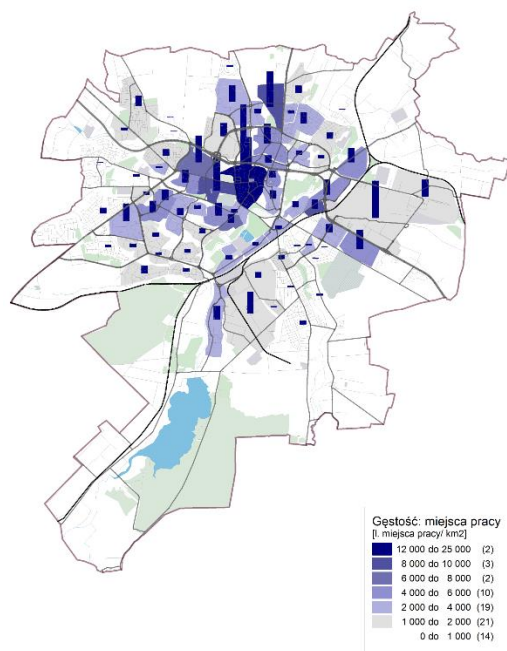 Gęstość: miejsca pracy
[l. miejsca pracy/ km2]
12 000 do 25 000 (2)
8 000 do 10 000 (3)
6 000 do 8 000 (2)
4 000 do 6 000 (10)
2 000 do 4 000 (19)
1 000 do 2 000 (21)
0 do 1 000 (14)